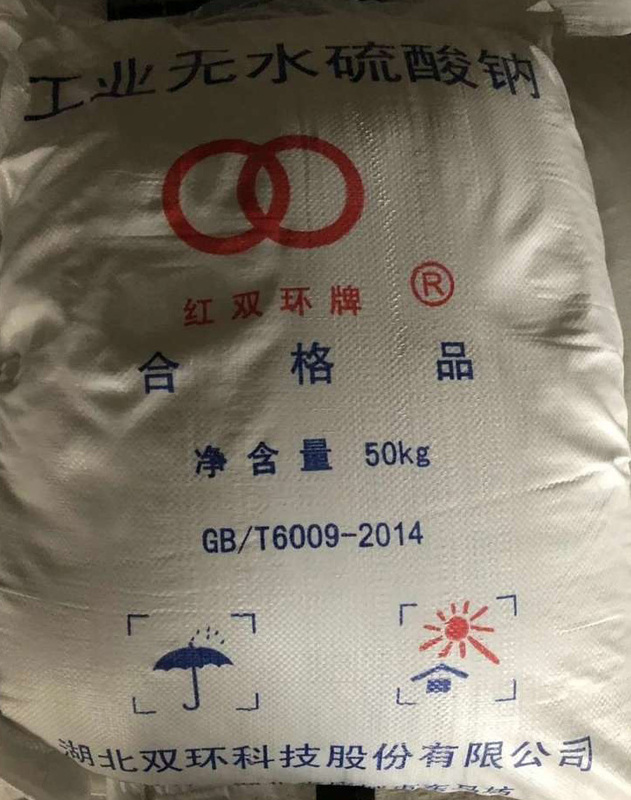 工业无水硫酸钠
红双环牌 ®
合格品
净含量 50kg
GB/T6009-2014
湖北双环科技股份有限公司